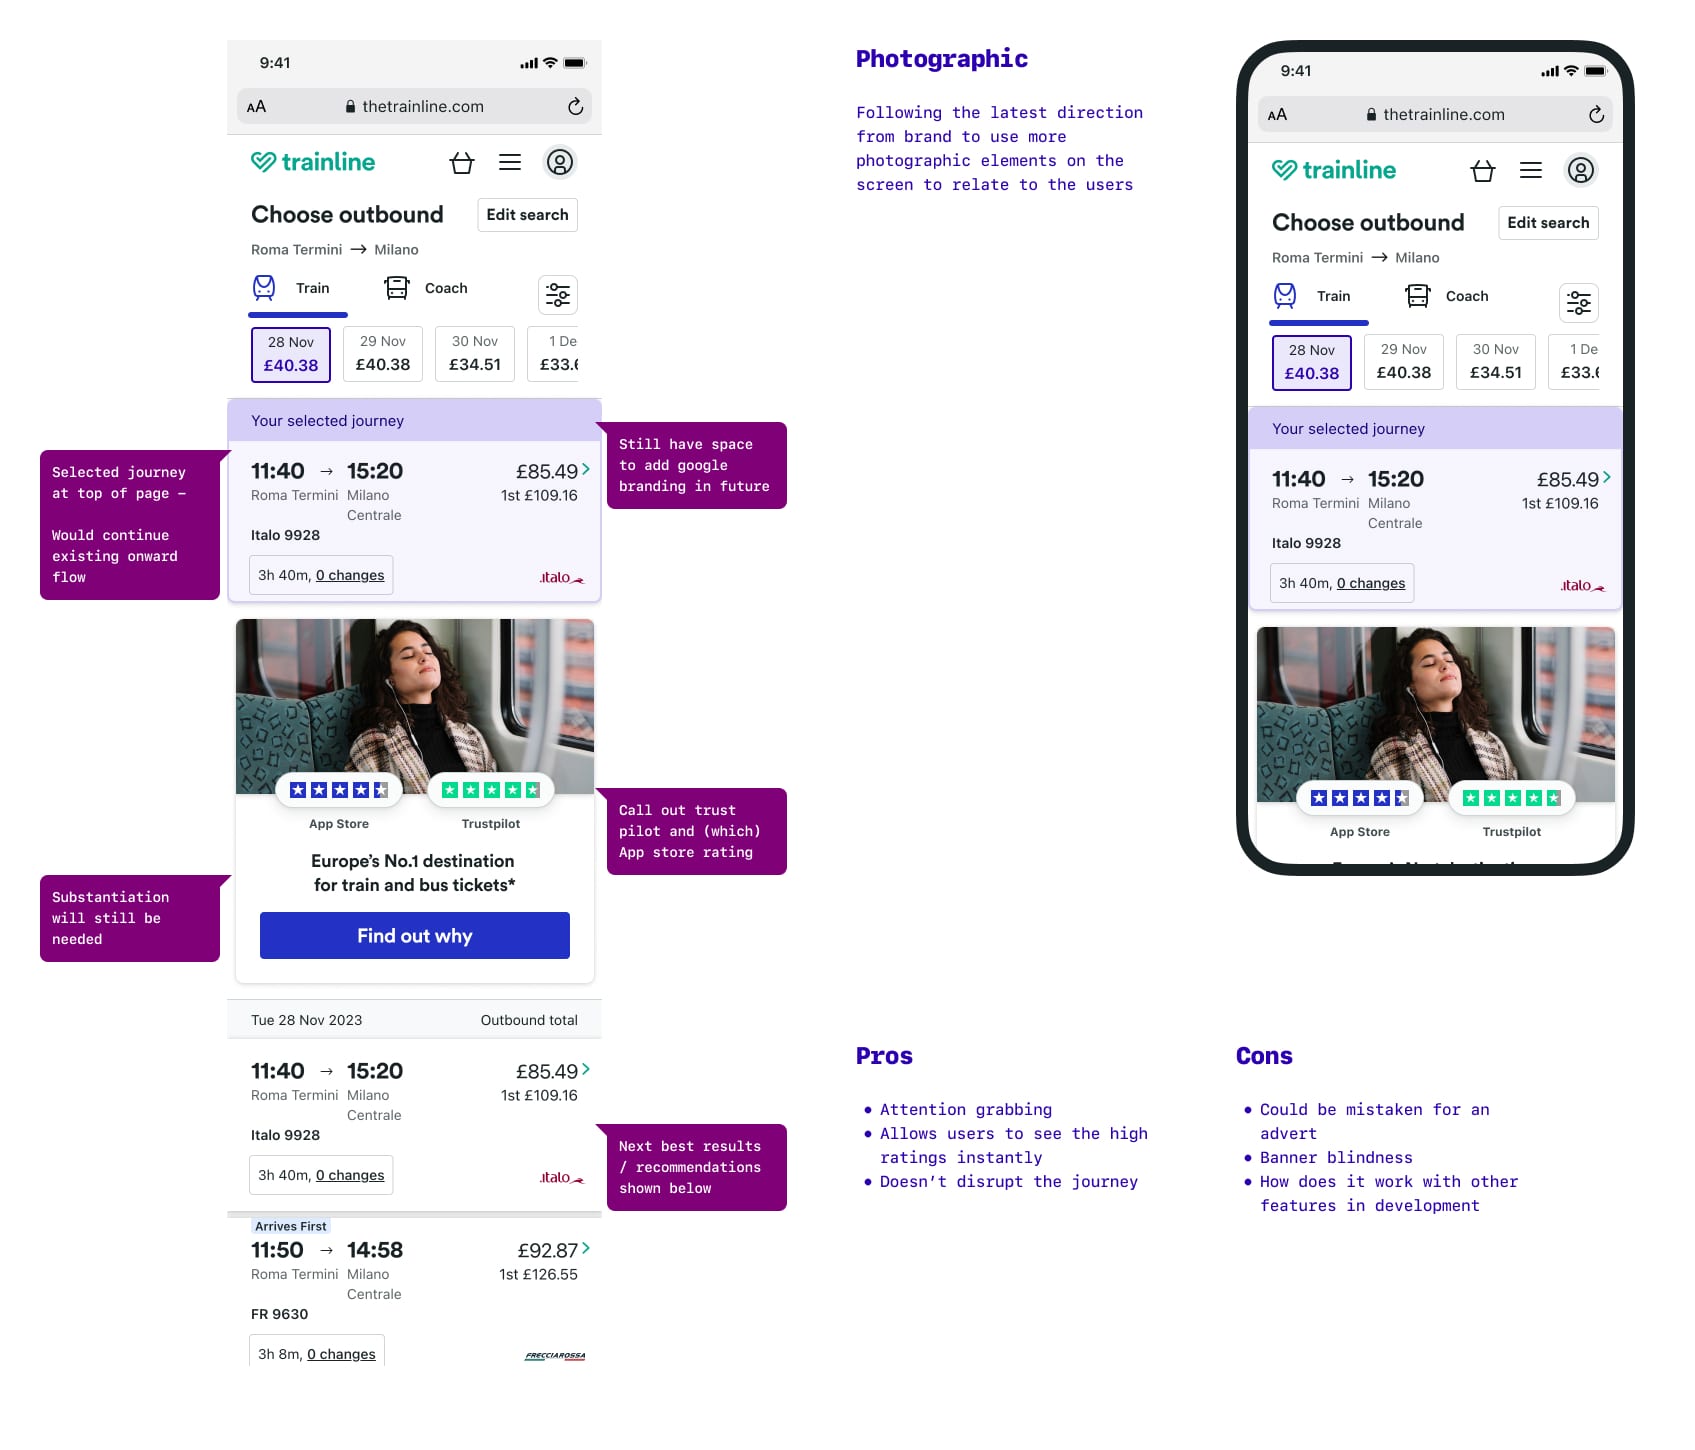 9:41
AA
thetrainline.com
trainline
Choose outbound
Edit search
Roma Termini → Milano
Train
Coach
28 Nov
£40.38
29 Nov
£40.38
30 Nov
£34.51
1 De
£33.6
Your selected journey
11:40 → 15:20
£85.49
Roma Termini
Milano
Centrale
1st £109.16
Italo 9928
3h 40m, 0 changes
.italo
App Store
Trustpilot
Europe's No.1 destination
for train and bus tickets*
Find out why
Tue 28 Nov 2023
Outbound total
11:40 → 15:20
£85.49
Roma Termini
Milano
Centrale
1st £109.16
Italo 9928
3h 40m, 0 changes
.italo
Arrives First
11:50 → 14:58
£92.87
Roma Termini
Milano
Centrale
1st £126.55
FR 9630
3h 8m, 0 changes
FRECCIAROSSA
Selected journey
at top of page –
Would continue
existing onward
flow
Substantiation
will still be
needed
Still have space
to add google
branding in future
Call out trust
pilot and (which)
App store rating
Next best results
/ recommendations
shown below
Photographic
Following the latest direction
from brand to use more
photographic elements on the
screen to relate to the users
9:41
AA
thetrainline.com
trainline
Choose outbound
Edit search
Roma Termini → Milano
Train
Coach
28 Nov
£40.38
29 Nov
£40.38
30 Nov
£34.51
1 De
£33.6
Your selected journey
11:40 → 15:20
£85.49
Roma Termini
Milano
Centrale
1st £109.16
Italo 9928
3h 40m, 0 changes
.italo
App Store
Trustpilot
Pros
• Attention grabbing
• Allows users to see the high
ratings instantly
• Doesn't disrupt the journey
Cons
• Could be mistaken for an
advert
• Banner blindness
• How does it work with other
features in development